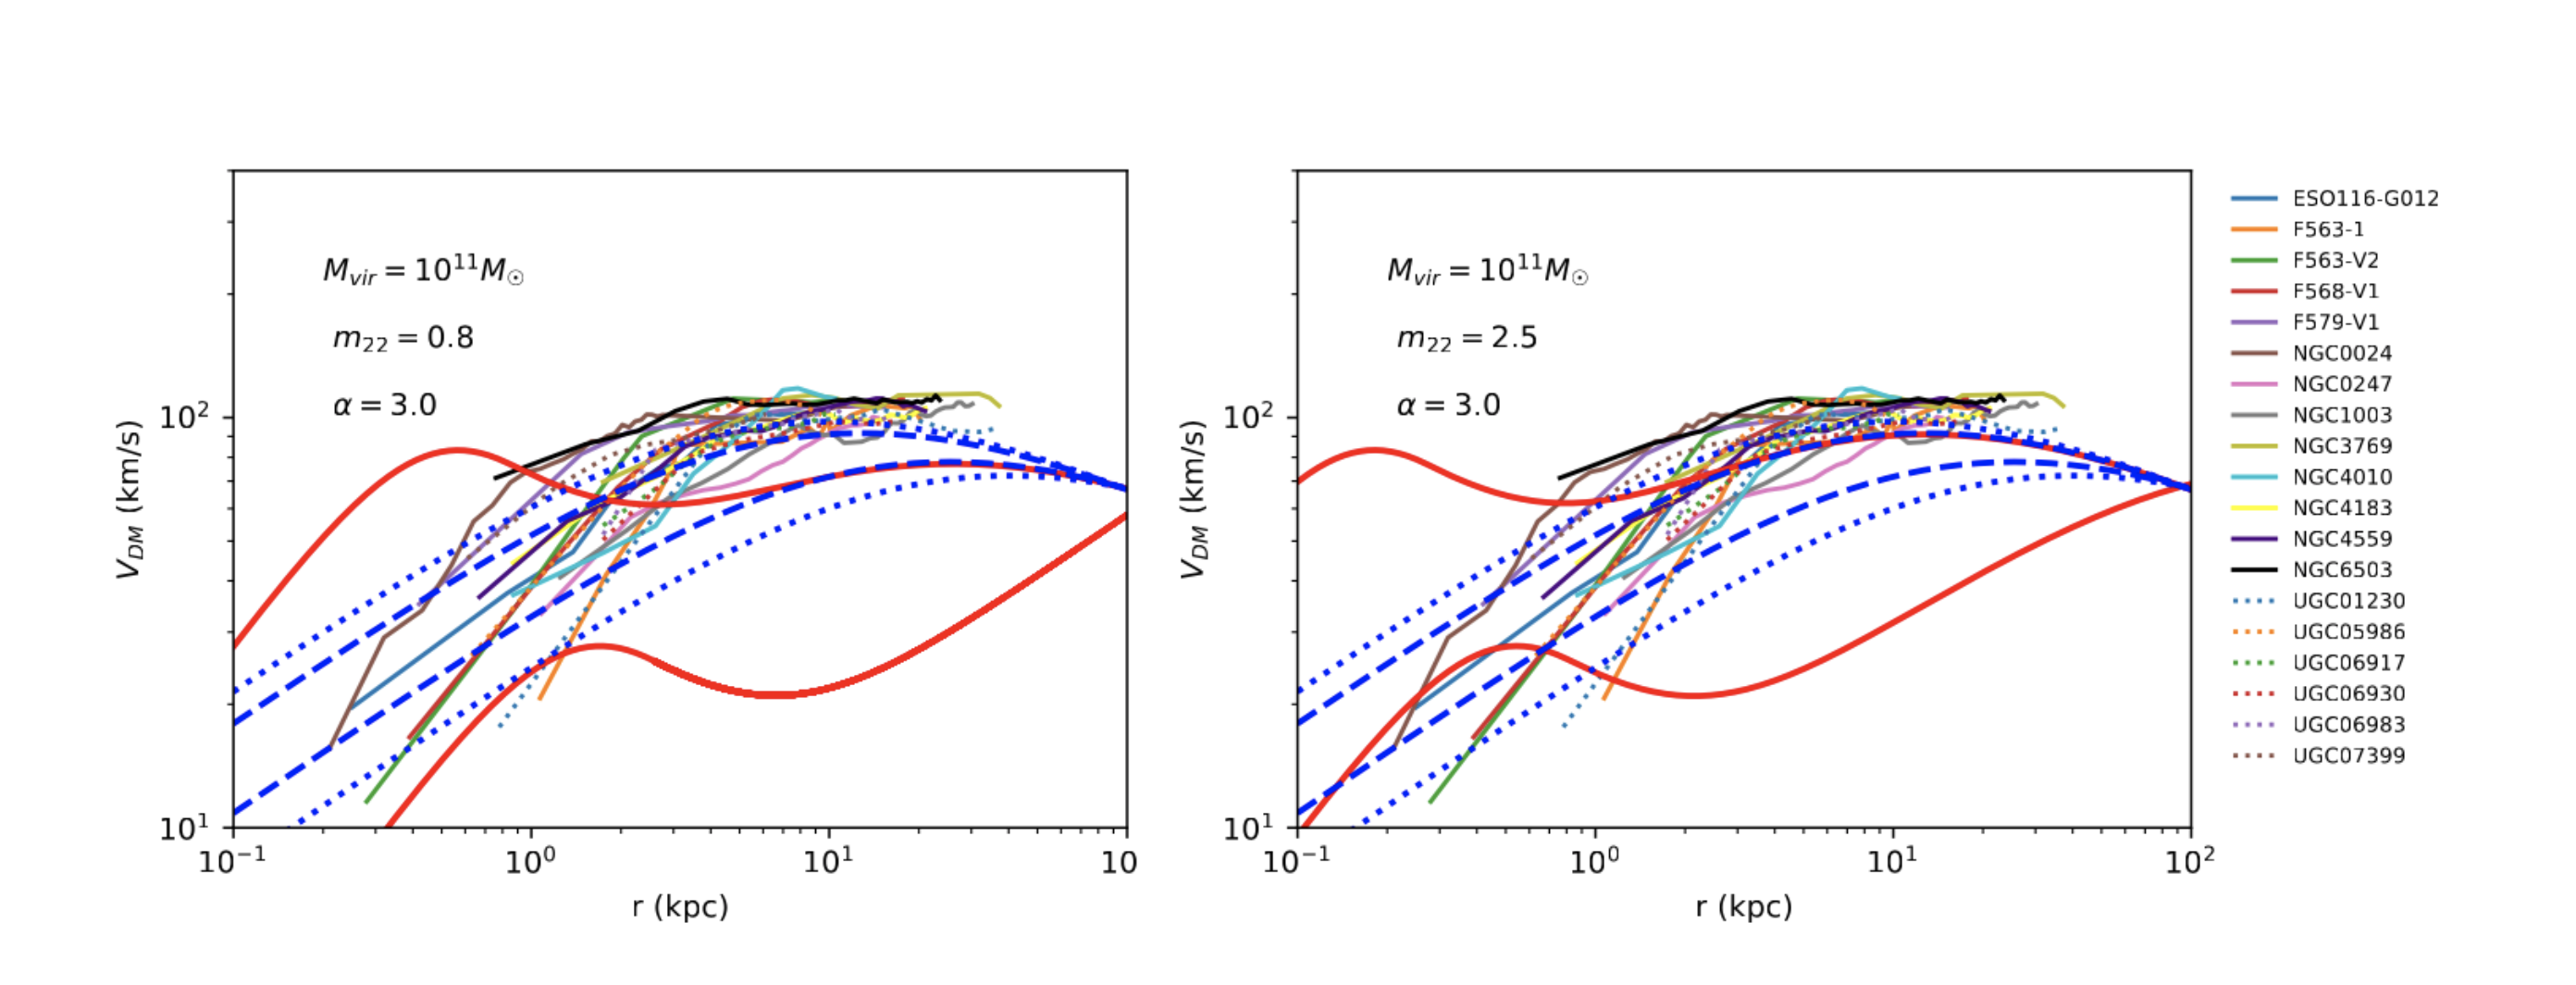 M_vir = 10^11 M_☉
m_22 = 0.8
α = 3.0
V_DM (km/s)
10^2
10^1
10^-1
10^0
10^1
10
r (kpc)
M_vir = 10^11 M_☉
m_22 = 2.5
α = 3.0
V_DM (km/s)
10^2
10^1
10^-1
10^0
10^1
10^2
r (kpc)
ESO116-G012
F563-1
F563-V2
F568-V1
F579-V1
NGC0024
NGC0247
NGC1003
NGC3769
NGC4010
NGC4183
NGC4559
NGC6503
UGC01230
UGC05986
UGC06917
UGC06930
UGC06983
UGC07399